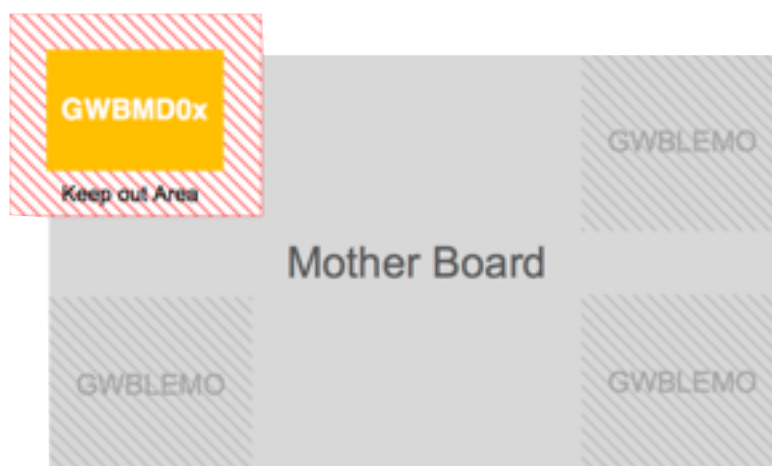 GWBMD0x
Keep out Area
GWBLEMO
Mother Board
GWBLEMO
GWBLEMO